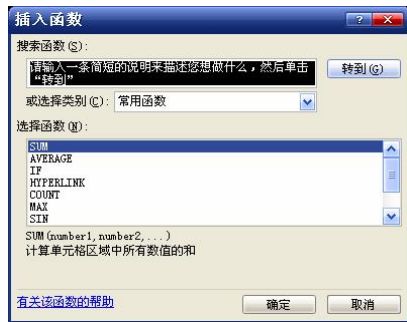 插入函数
搜索函数(S):
请输入一条简短的说明来描述您想做什么，然后单击
“转到”
转到(G)
或选择类别(C): 常用函数
选择函数(N):
SUM
AVERAGE
IF
HYPERLINK
COUNT
MAX
SIN
SUM(number1,number2,...)
计算单元格区域中所有数值的和
有关该函数的帮助
确定
取消